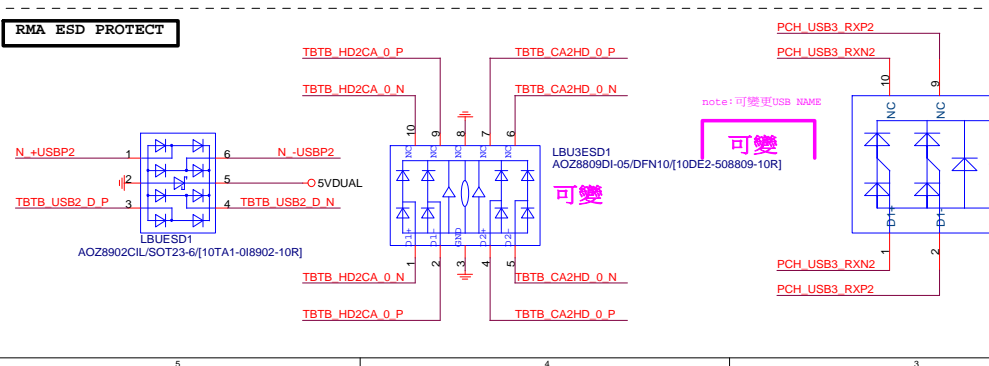 RMA ESD PROTECT
PCH_USB3_RXP2
PCH_USB3_RXN2
TBTB_HD2CA_0_P
TBTB_CA2HD_0_P
TBTB_HD2CA_0_N
TBTB_CA2HD_0_N
note:可變更USB NAME
可變
10 9 8 7 6
NC NC NC NC
10 9
NC NC
N_+USBP2 1
6 N_-USBP2
2
5 5VDUAL
TBTB_USB2_D_P 3
4 TBTB_USB2_D_N
LBUESD1
AOZ8902CIL/SOT23-6/[10TA1-0I8902-10R]
LBU3ESD1
AOZ8809DI-05/DFN10/[10DE2-508809-10R]
可變
D1+ D1- GND D2+ D2-
1 2 3 4 5
D1+ D1-
1 2
TBTB_HD2CA_0_N
TBTB_CA2HD_0_N
TBTB_HD2CA_0_P
TBTB_CA2HD_0_P
PCH_USB3_RXN2
PCH_USB3_RXP2
5 4 3